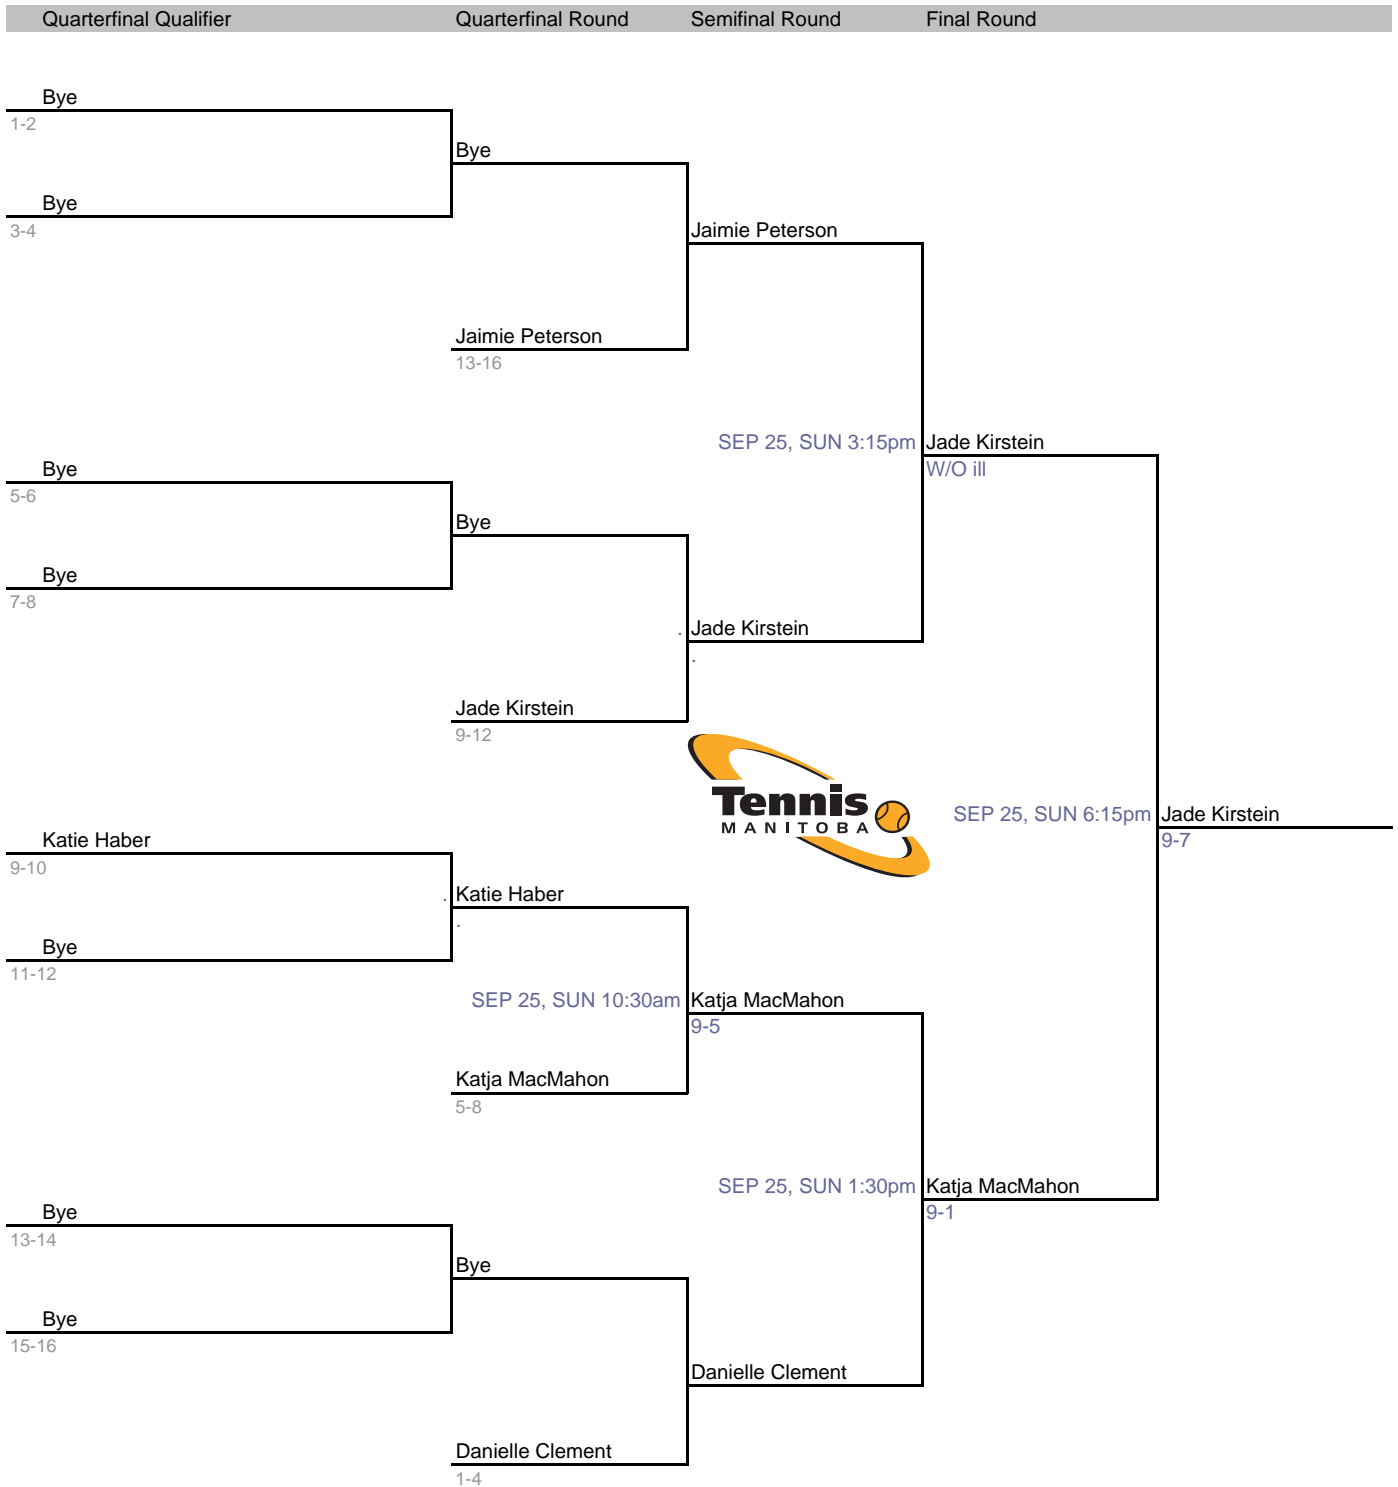 Quarterfinal Qualifier Quarterfinal Round Semifinal Round Final Round
Bye
1-2
Bye
Bye
3-4
Jaimie Peterson
Jaimie Peterson
13-16
SEP 25, SUN 3:15pm Jade Kirstein
W/O ill
Bye
5-6
Bye
Bye
7-8
. Jade Kirstein
.
Jade Kirstein
9-12
Tennis
MANITOBA
SEP 25, SUN 6:15pm Jade Kirstein
9-7
Katie Haber
9-10
. Katie Haber
.
Bye
11-12
SEP 25, SUN 10:30am Katja MacMahon
9-5
Katja MacMahon
5-8
SEP 25, SUN 1:30pm Katja MacMahon
9-1
Bye
13-14
Bye
Bye
15-16
Danielle Clement
Danielle Clement
1-4